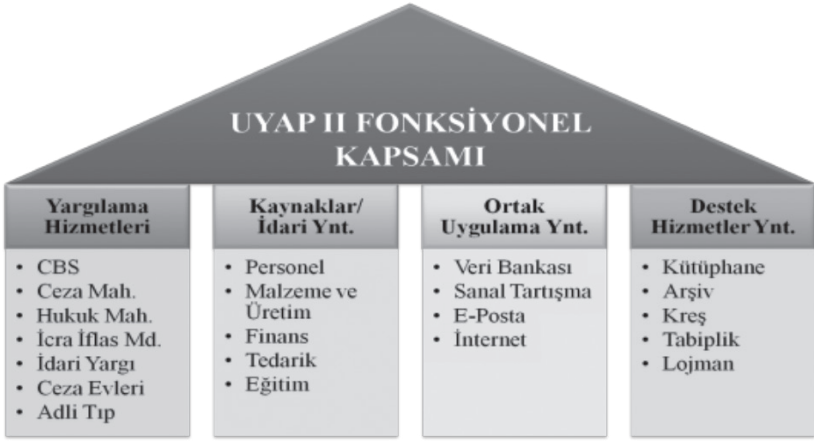 UYAP II FONKSİYONEL
KAPSAMI
Yargılama
Hizmetleri
• CBS
• Ceza Mah.
• Hukuk Mah.
• İcra İflas Md.
• İdari Yargı
• Ceza Evleri
• Adli Tıp
Kaynaklar/
İdari Ynt.
• Personel
• Malzeme ve
Üretim
• Finans
• Tedarik
• Eğitim
Ortak
Uygulama Ynt.
• Veri Bankası
• Sanal Tartışma
• E-Posta
• İnternet
Destek
Hizmetler Ynt.
• Kütüphane
• Arşiv
• Kreş
• Tabiplik
• Lojman